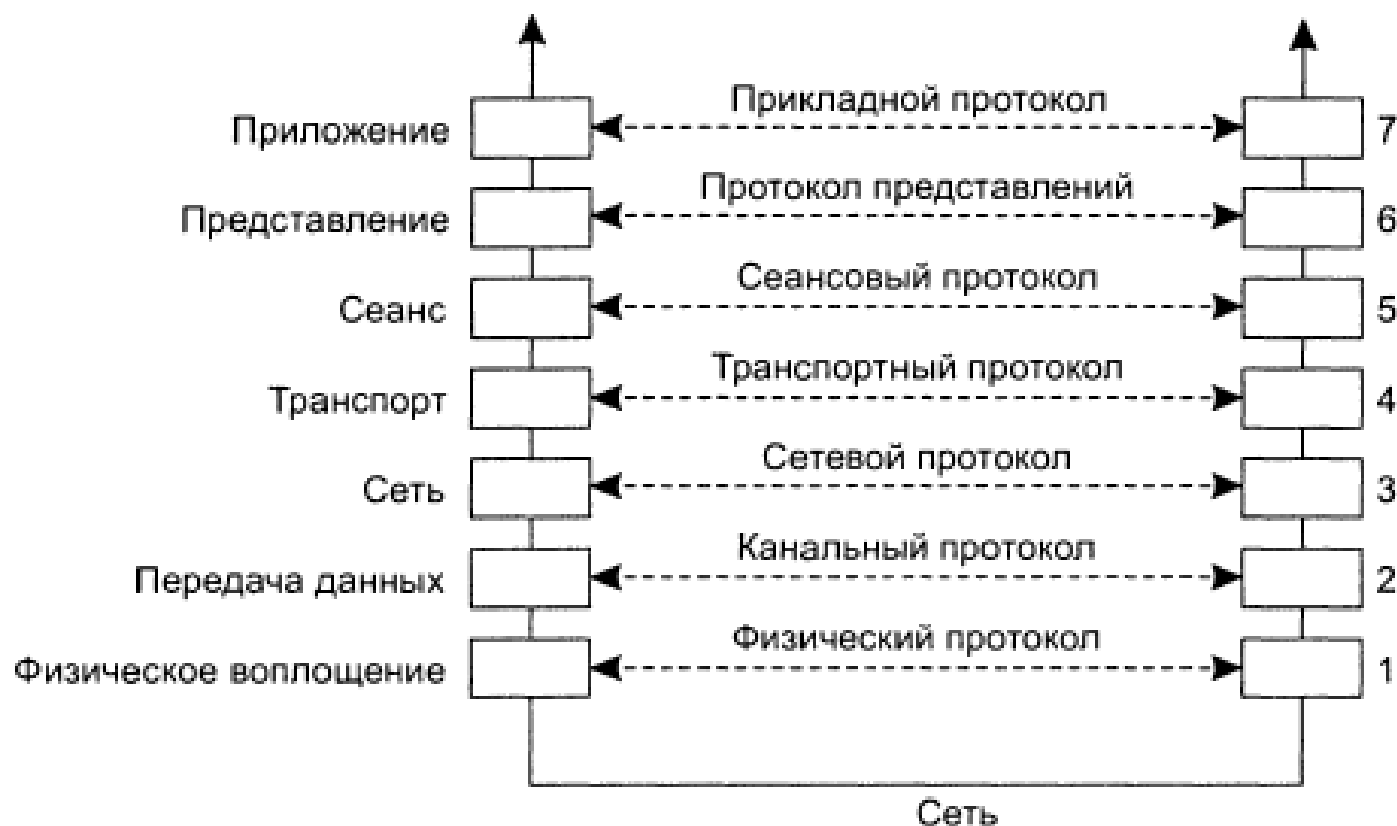 Прикладной протокол
Приложение
7
Протокол представлений
Представление
6
Сеансовый протокол
Сеанс
5
Транспортный протокол
Транспорт
4
Сетевой протокол
Сеть
3
Канальный протокол
Передача данных
2
Физический протокол
Физическое воплощение
1
Сеть